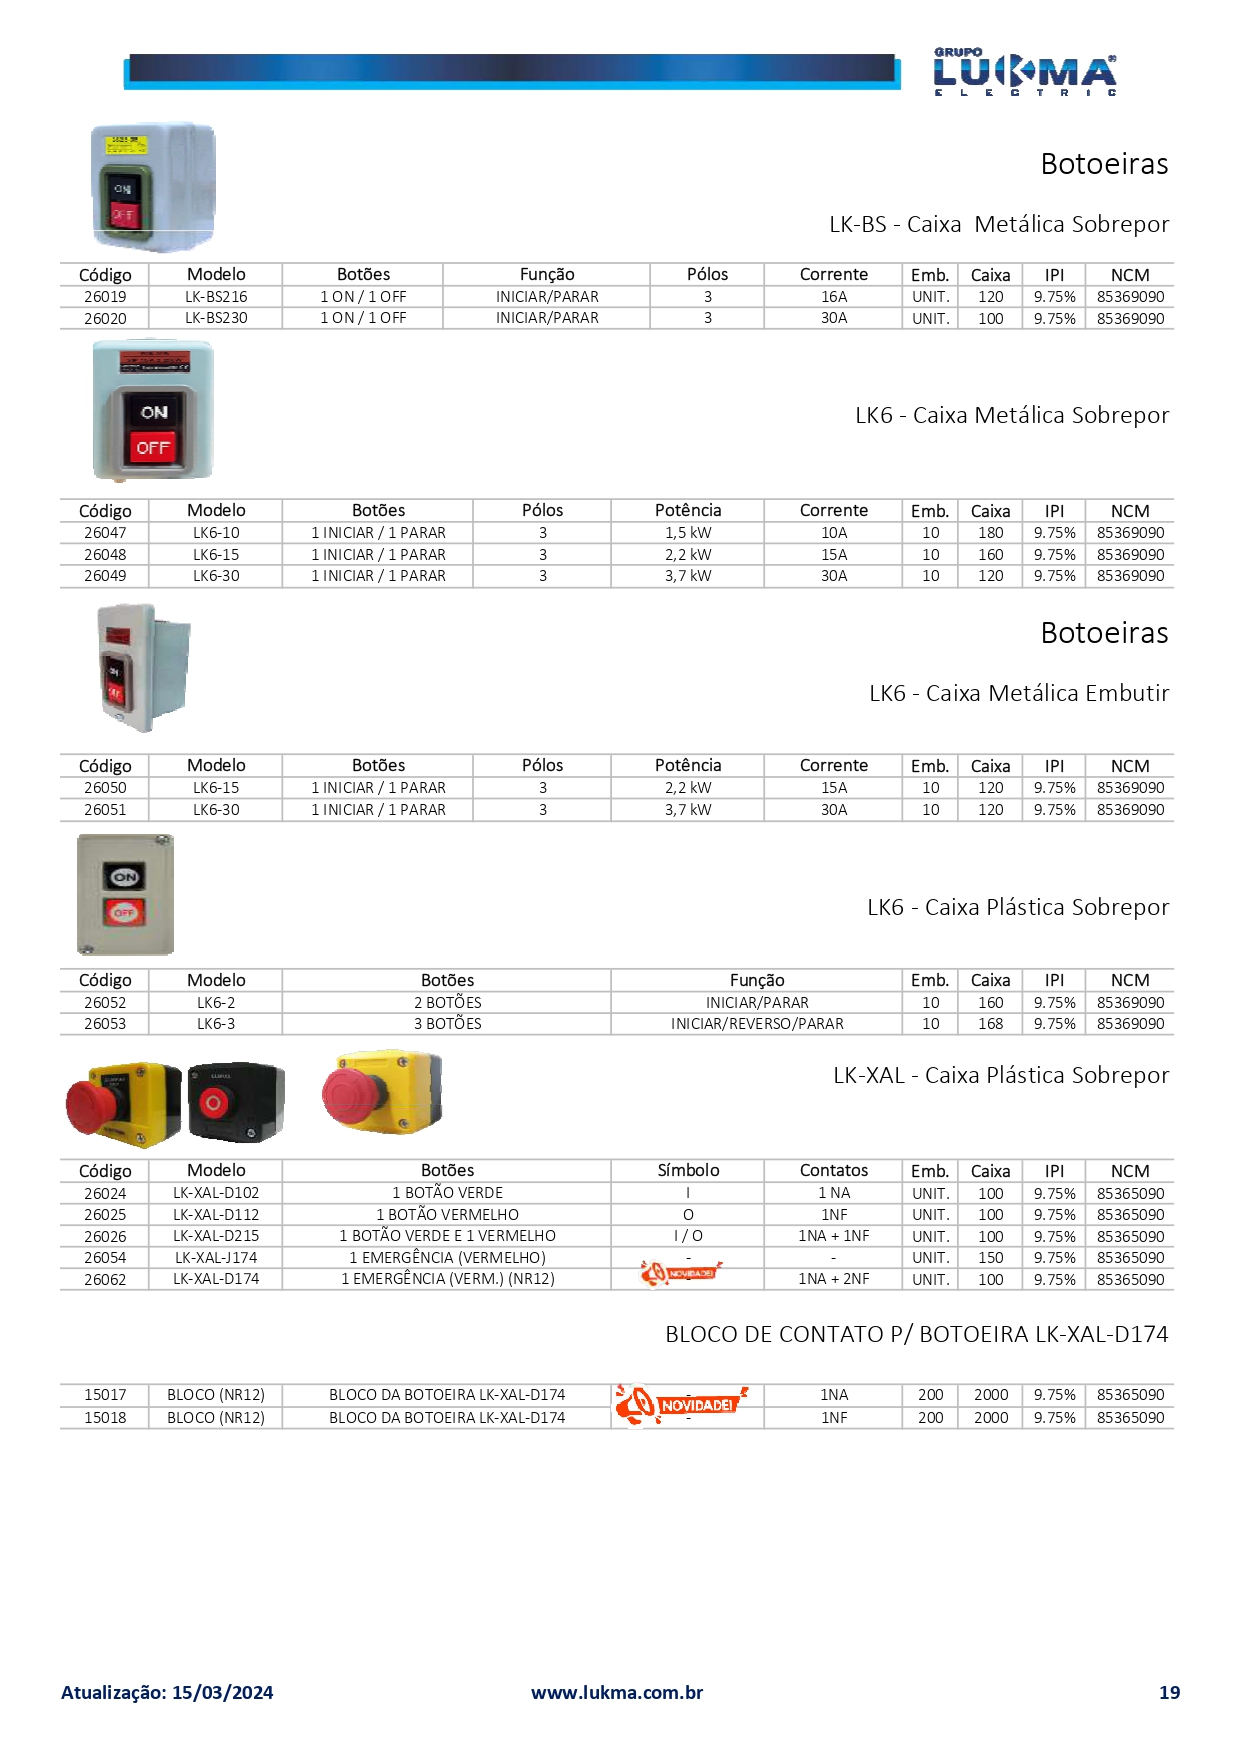 GRUPO
LUKMA
ELECTRIC
ON
OFF
Botoeiras
LK-BS - Caixa Metálica Sobrepor
Código Modelo Botões Função Pólos Corrente Emb. Caixa IPI NCM
26019 LK-BS216 1 ON / 1 OFF INICIAR/PARAR 3 16A UNIT. 120 9.75% 85369090
26020 LK-BS230 1 ON / 1 OFF INICIAR/PARAR 3 30A UNIT. 100 9.75% 85369090
ON
OFF
LK6 - Caixa Metálica Sobrepor
Código Modelo Botões Pólos Potência Corrente Emb. Caixa IPI NCM
26047 LK6-10 1 INICIAR / 1 PARAR 3 1,5 kW 10A 10 180 9.75% 85369090
26048 LK6-15 1 INICIAR / 1 PARAR 3 2,2 kW 15A 10 160 9.75% 85369090
26049 LK6-30 1 INICIAR / 1 PARAR 3 3,7 kW 30A 10 120 9.75% 85369090
Botoeiras
ON
OFF
LK6 - Caixa Metálica Embutir
Código Modelo Botões Pólos Potência Corrente Emb. Caixa IPI NCM
26050 LK6-15 1 INICIAR / 1 PARAR 3 2,2 kW 15A 10 120 9.75% 85369090
26051 LK6-30 1 INICIAR / 1 PARAR 3 3,7 kW 30A 10 120 9.75% 85369090
ON
OFF
LK6 - Caixa Plástica Sobrepor
Código Modelo Botões Função Emb. Caixa IPI NCM
26052 LK6-2 2 BOTÕES INICIAR/PARAR 10 160 9.75% 85369090
26053 LK6-3 3 BOTÕES INICIAR/REVERSO/PARAR 10 168 9.75% 85369090
LK-XAL - Caixa Plástica Sobrepor
Código Modelo Botões Símbolo Contatos Emb. Caixa IPI NCM
26024 LK-XAL-D102 1 BOTÃO VERDE I 1 NA UNIT. 100 9.75% 85365090
26025 LK-XAL-D112 1 BOTÃO VERMELHO O 1NF UNIT. 100 9.75% 85365090
26026 LK-XAL-D215 1 BOTÃO VERDE E 1 VERMELHO I / O 1NA + 1NF UNIT. 100 9.75% 85365090
26054 LK-XAL-J174 1 EMERGÊNCIA (VERMELHO) - - UNIT. 150 9.75% 85365090
26062 LK-XAL-D174 1 EMERGÊNCIA (VERM.) (NR12) - NOVIDADE! 1NA + 2NF UNIT. 100 9.75% 85365090
BLOCO DE CONTATO P/ BOTOEIRA LK-XAL-D174
15017 BLOCO (NR12) BLOCO DA BOTOEIRA LK-XAL-D174 - 1NA 200 2000 9.75% 85365090
NOVIDADE!
15018 BLOCO (NR12) BLOCO DA BOTOEIRA LK-XAL-D174 - 1NF 200 2000 9.75% 85365090
Atualização: 15/03/2024 www.lukma.com.br 19